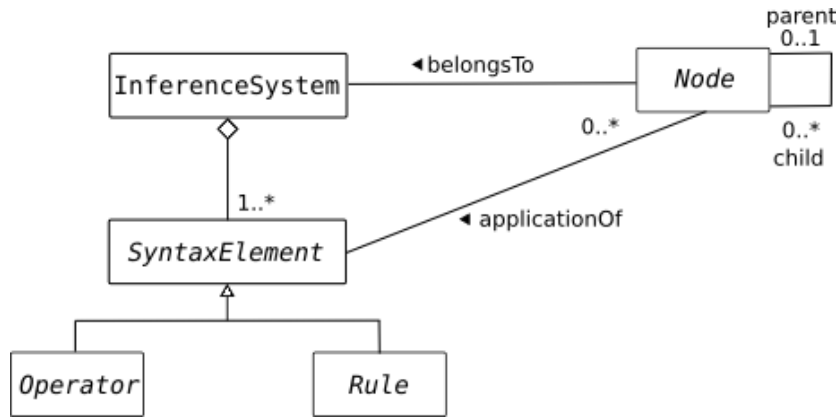 parent
0..1
InferenceSystem
◄belongsTo
Node
0..*
0..*
child
1..*
◄ applicationOf
SyntaxElement
Operator
Rule